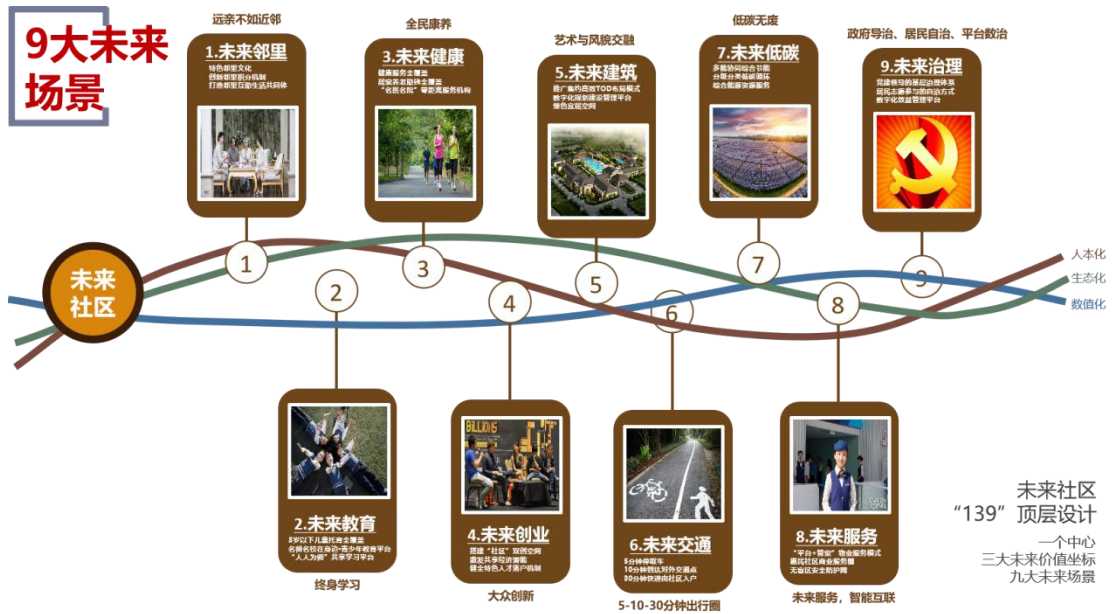 9大未来
场景
远亲不如近邻
1.未来邻里
特色邻里文化
创新邻里积分机制
打造邻里互助生活共同体
全民康养
3.未来健康
健康服务全覆盖
居家养老助残全覆盖
“名医名院”零距离服务机构
艺术与风貌交融
5.未来建筑
推广集约高效TOD布局模式
数字化规划建设管理平台
绿色宜居空间
低碳无废
7.未来低碳
多能协同综合节能
分级分类低碳循环
综合能源资源服务
政府导治、居民自治、平台数治
9.未来治理
党建领导的基层治理体系
居民志愿参与的自治方式
数字化效益管理平台
未来
社区
1
2
3
4
5
6
7
8
9
人本化
生态化
数值化
BILLIONS
2.未来教育
3岁以下儿童托育全覆盖
名师名校在身边·青少年教育平台
“人人为师”共享学习平台
终身学习
4.未来创业
搭建“社区”双创空间
激发共享经济潜能
健全特色人才落户机制
大众创新
6.未来交通
5分钟停取车
10分钟到达对外交通点
30分钟快递由社区入户
5-10-30分钟出行圈
8.未来服务
“平台+管家”物业服务模式
惠民社区商业服务圈
无盲区安全防护网
未来服务，智能互联
未来社区
“139”顶层设计
一个中心
三大未来价值坐标
九大未来场景